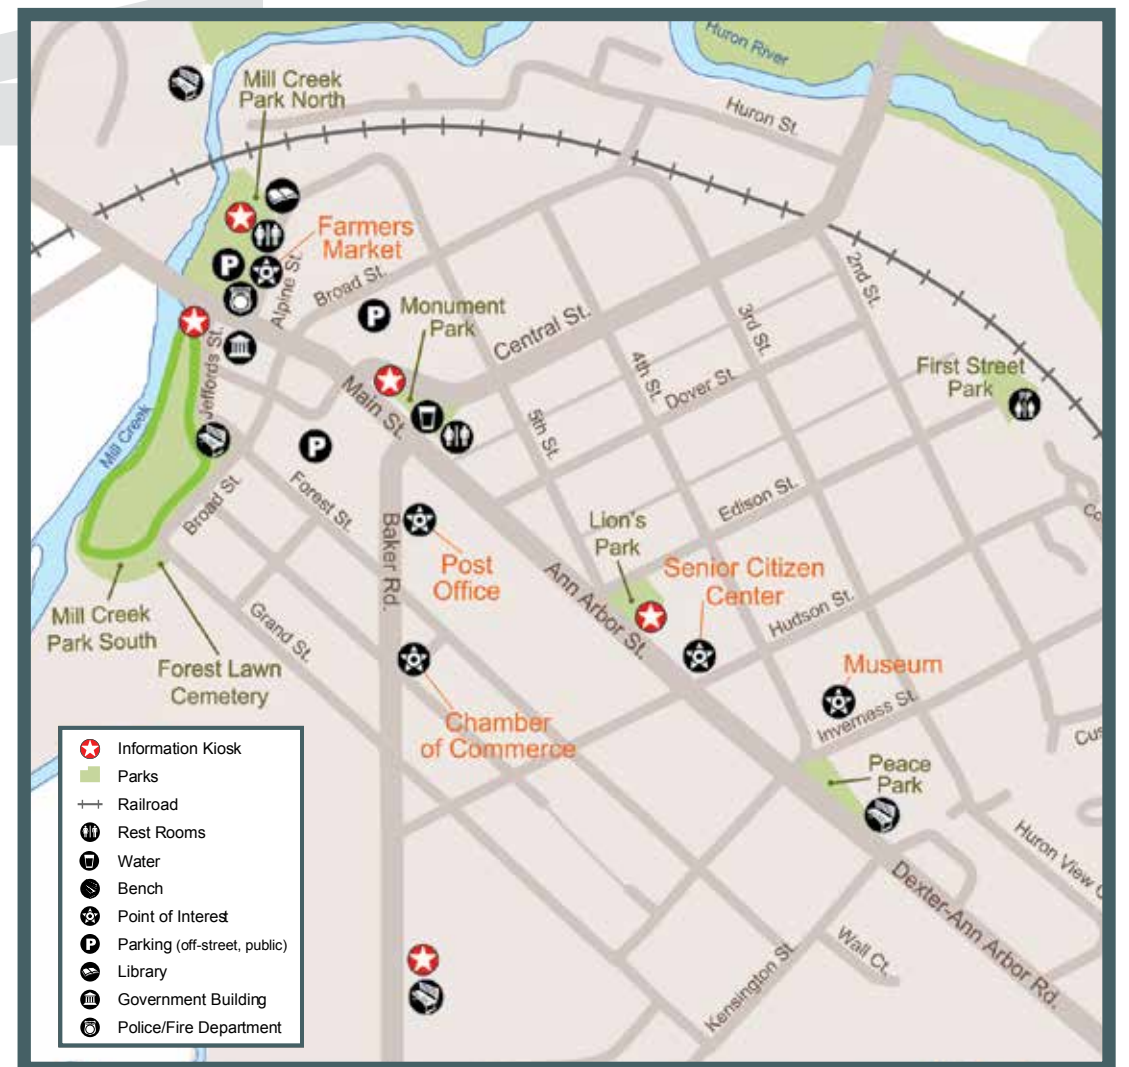 Huron River
Mill Creek
Park North
Huron St.
Farmers
Market
Alpine St.
Broad St.
2nd St.
Monument
Park
Central St.
3rd St.
First Street
Park
Jeffords St.
Main St.
4th St.
Dover St.
Mill Creek
5th St.
P
P
P
Broad St.
Forest St.
Edison St.
Baker Rd.
Lion's
Park
Post
Office
Ann Arbor St.
Senior Citizen
Center
Hudson St.
Mill Creek
Park South
Grand St.
Forest Lawn
Cemetery
Museum
Inverness St.
Chamber
of Commerce
Cus
Peace
Park
Huron View C
Dexter-Ann Arbor Rd.
Wall Ct.
Kensington St.
Information Kiosk
Parks
Railroad
Rest Rooms
Water
Bench
Point of Interest
P Parking (off-street, public)
Library
Government Building
Police/Fire Department